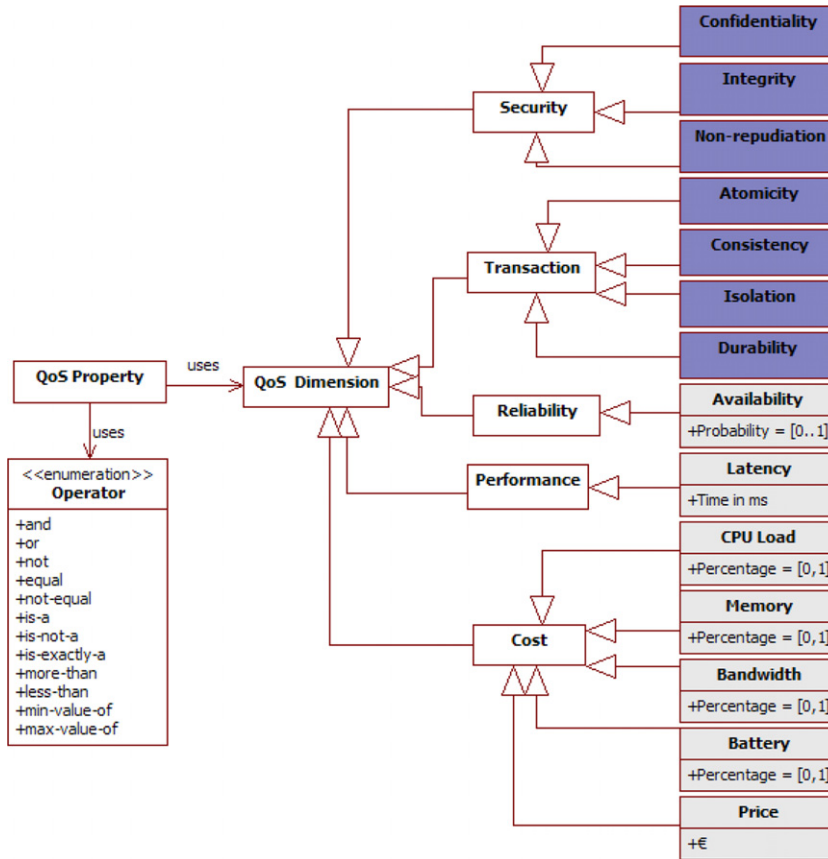 Confidentiality
Integrity
Security
Non-repudiation
Atomicity
Transaction
Consistency
Isolation
Durability
QoS Property
uses
QoS Dimension
uses
Reliability
Availability
+Probability = [0..1]
<<enumeration>>
Operator
+and
+or
+not
+equal
+not-equal
+is-a
+is-not-a
+is-exactly-a
+more-than
+less-than
+min-value-of
+max-value-of
Performance
Latency
+Time in ms
CPU Load
+Percentage = [0,1]
Cost
Memory
+Percentage = [0,1]
Bandwidth
+Percentage = [0,1]
Battery
+Percentage = [0,1]
Price
+€